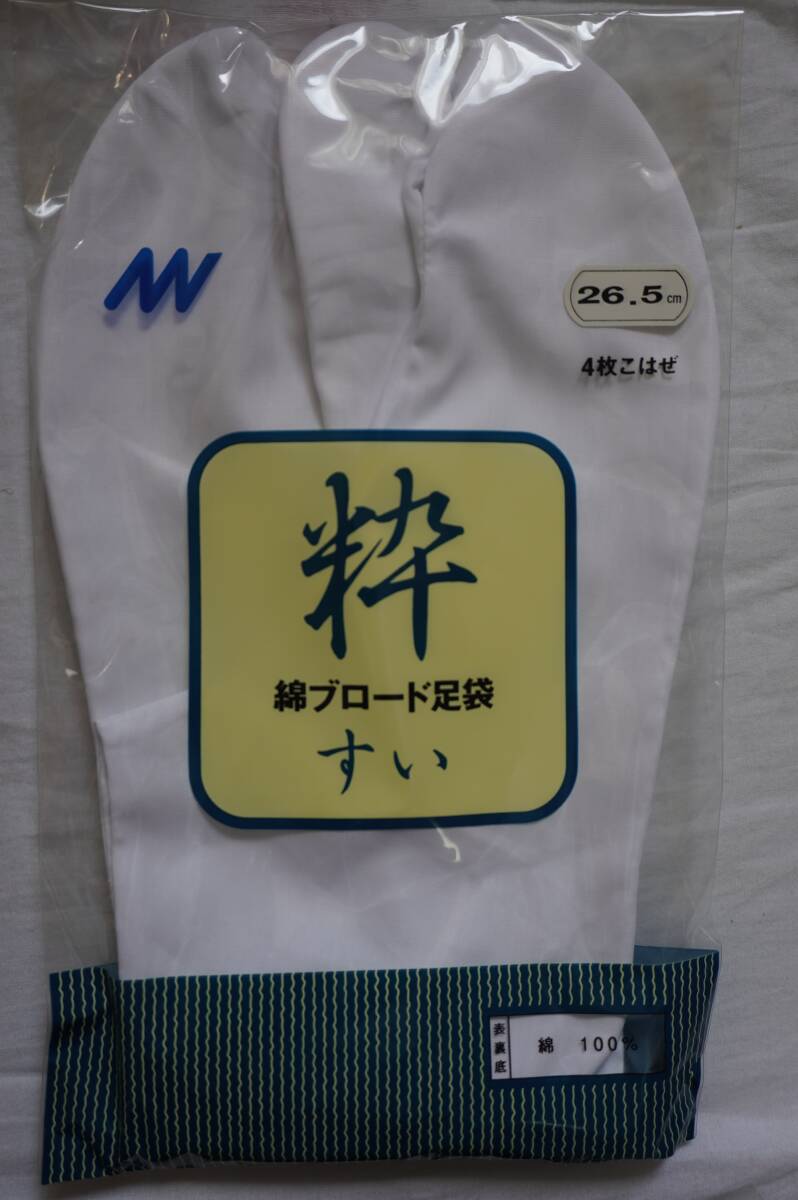 26.5cm
4枚こはぜ
粋
綿ブロード足袋
すい
表裏底 綿 100%